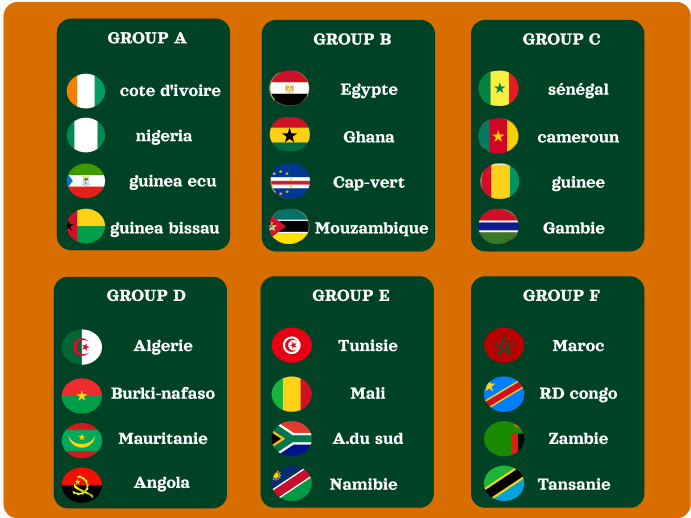 GROUP A
cote d'ivoire
nigeria
guinea ecu
guinea bissau
GROUP B
Egypte
Ghana
Cap-vert
Mouzambique
GROUP C
sénégal
cameroun
guinee
Gambie
GROUP D
Algerie
Burki-nafaso
Mauritanie
Angola
GROUP E
Tunisie
Mali
A.du sud
Namibie
GROUP F
Maroc
RD congo
Zambie
Tansanie